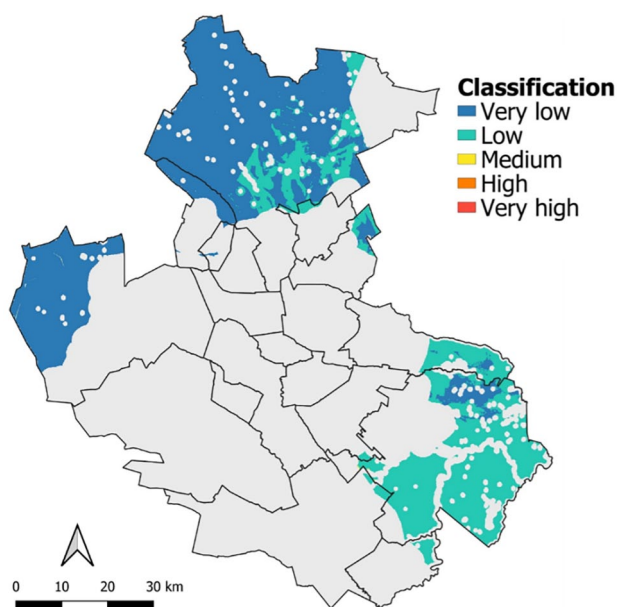 Classification
Very low
Low
Medium
High
Very high
0 10 20 30 km